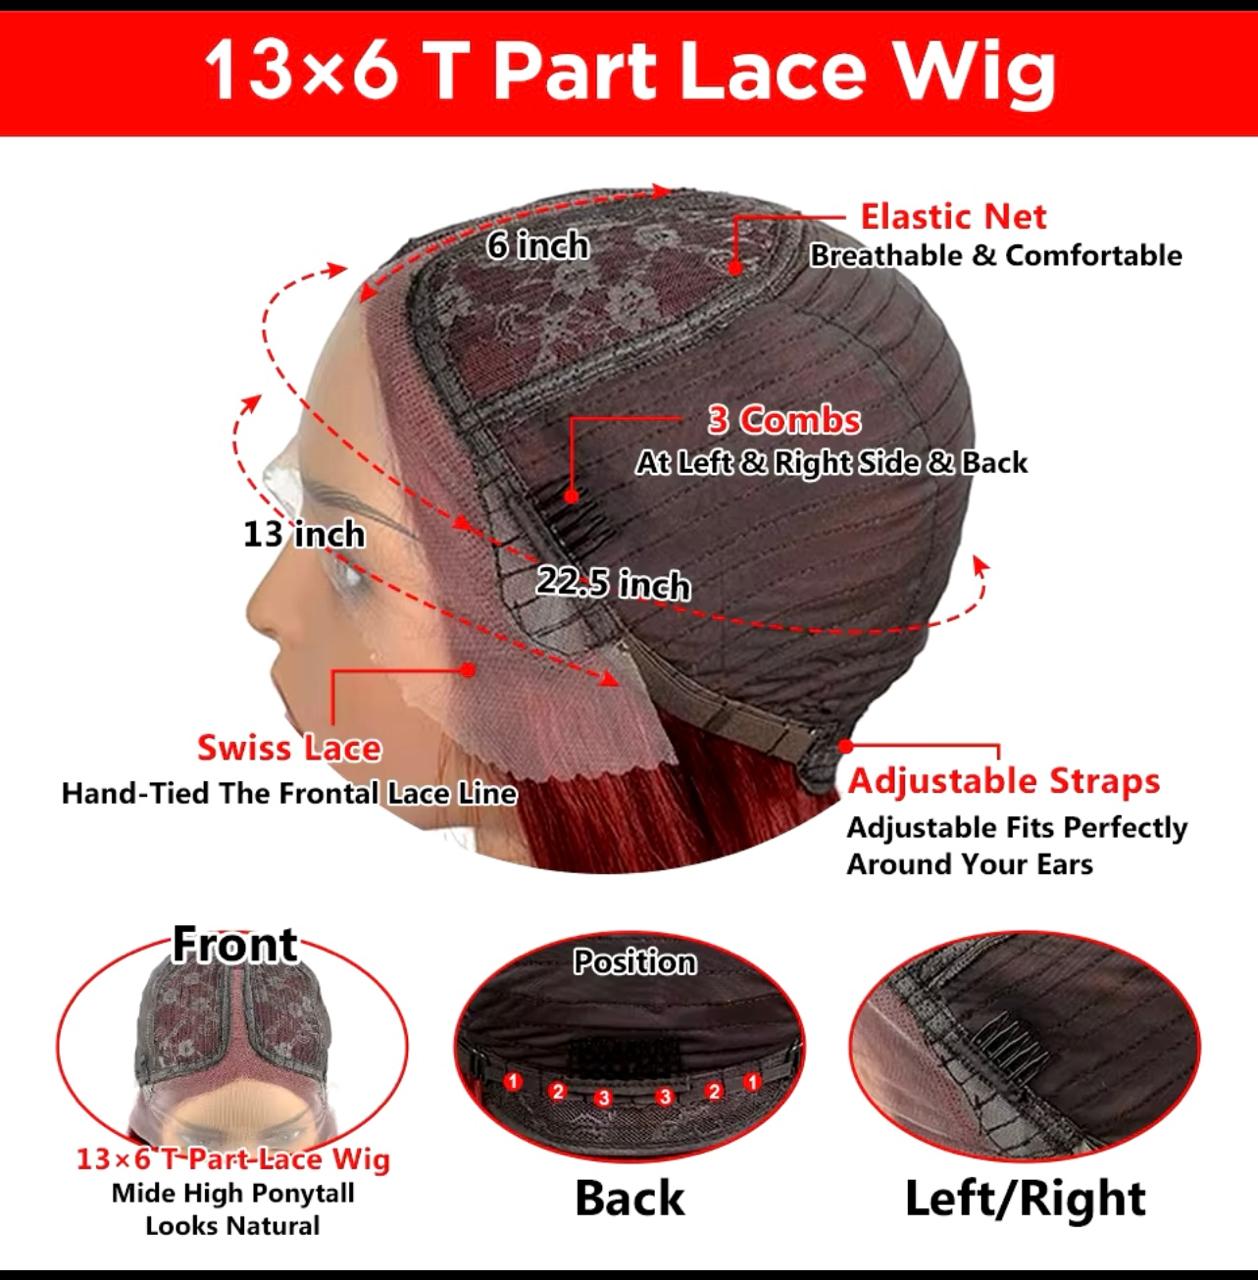 13×6 T Part Lace Wig
6 inch
Elastic Net
Breathable & Comfortable
3 Combs
At Left & Right Side & Back
13 inch
22.5 inch
Swiss Lace
Hand-Tied The Frontal Lace Line
Adjustable Straps
Adjustable Fits Perfectly
Around Your Ears
Front
13×6 T Part Lace Wig
Mide High Ponytall
Looks Natural
Position
1 2 3 3 2 1
Back
Left/Right